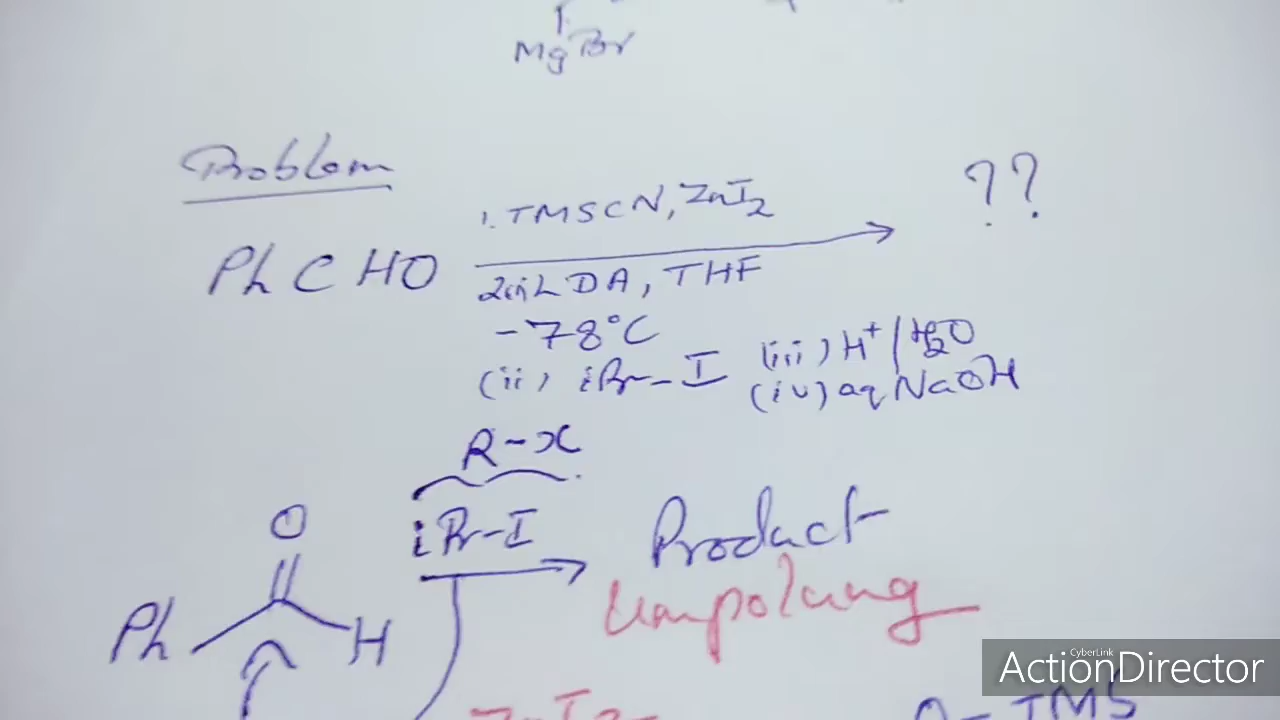 MgBr
Problem
PhCHO 1. TMSCN, ZnI2 ??
2(i) LDA, THF
-78°C
(ii) iPr-I (iii) H+/H2O
(iv) aq NaOH
R-x
O
iPr-I Product
Umpolung
Ph H
ZnI2
O-TMS
CyberLink
ActionDirector